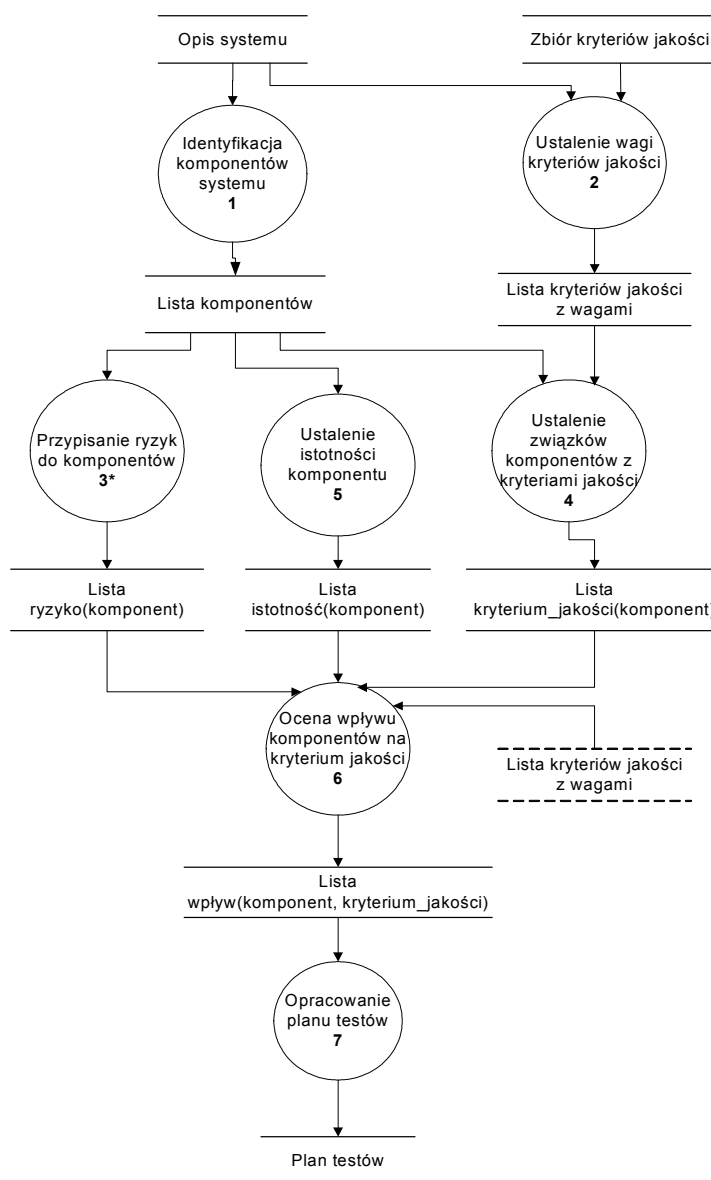 Opis systemu
Zbiór kryteriów jakości
Identyfikacja
komponentów
systemu
1
Ustalenie wagi
kryteriów jakości
2
Lista komponentów
Lista kryteriów jakości
z wagami
Przypisanie ryzyk
do komponentów
3*
Ustalenie
istotności
komponentu
5
Ustalenie
związków
komponentów z
kryteriami jakości
4
Lista
ryzyko(komponent)
Lista
istotność(komponent)
Lista
kryterium_jakości(komponent)
Ocena wpływu
komponentów na
kryterium jakości
6
Lista kryteriów jakości
z wagami
Lista
wpływ(komponent, kryterium_jakości)
Opracowanie
planu testów
7
Plan testów